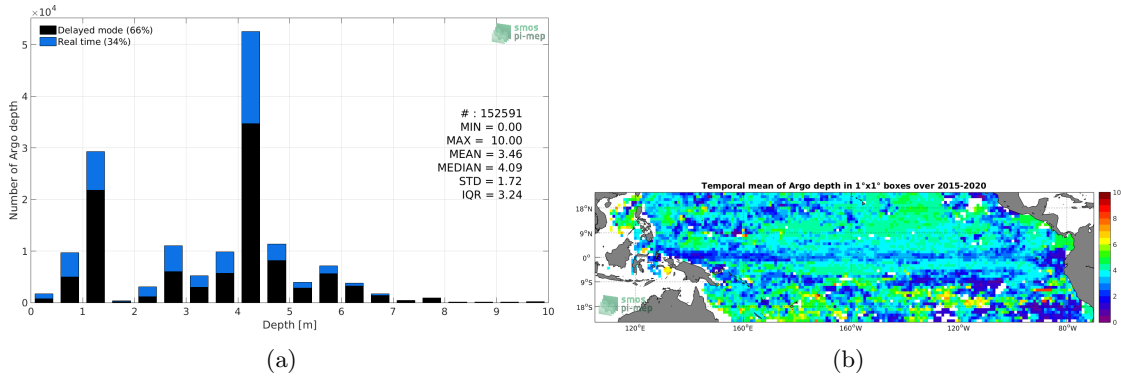 ×10⁴
Delayed mode (66%)
Real time (34%)
smos
pi-mep
# : 152591
MIN = 0.00
MAX = 10.00
MEAN = 3.46
MEDIAN = 4.09
STD = 1.72
IQR = 3.24
Number of Argo depth
5
4
3
2
1
0
0 1 2 3 4 5 6 7 8 9 10
Depth [m]
(a)
Temporal mean of Argo depth in 1°x1° boxes over 2015-2020
18°N
9°N
0°
9°S
18°S
120°E 160°E 160°W 120°W 80°W
smos
pi-mep
10
8
6
4
2
0
(b)